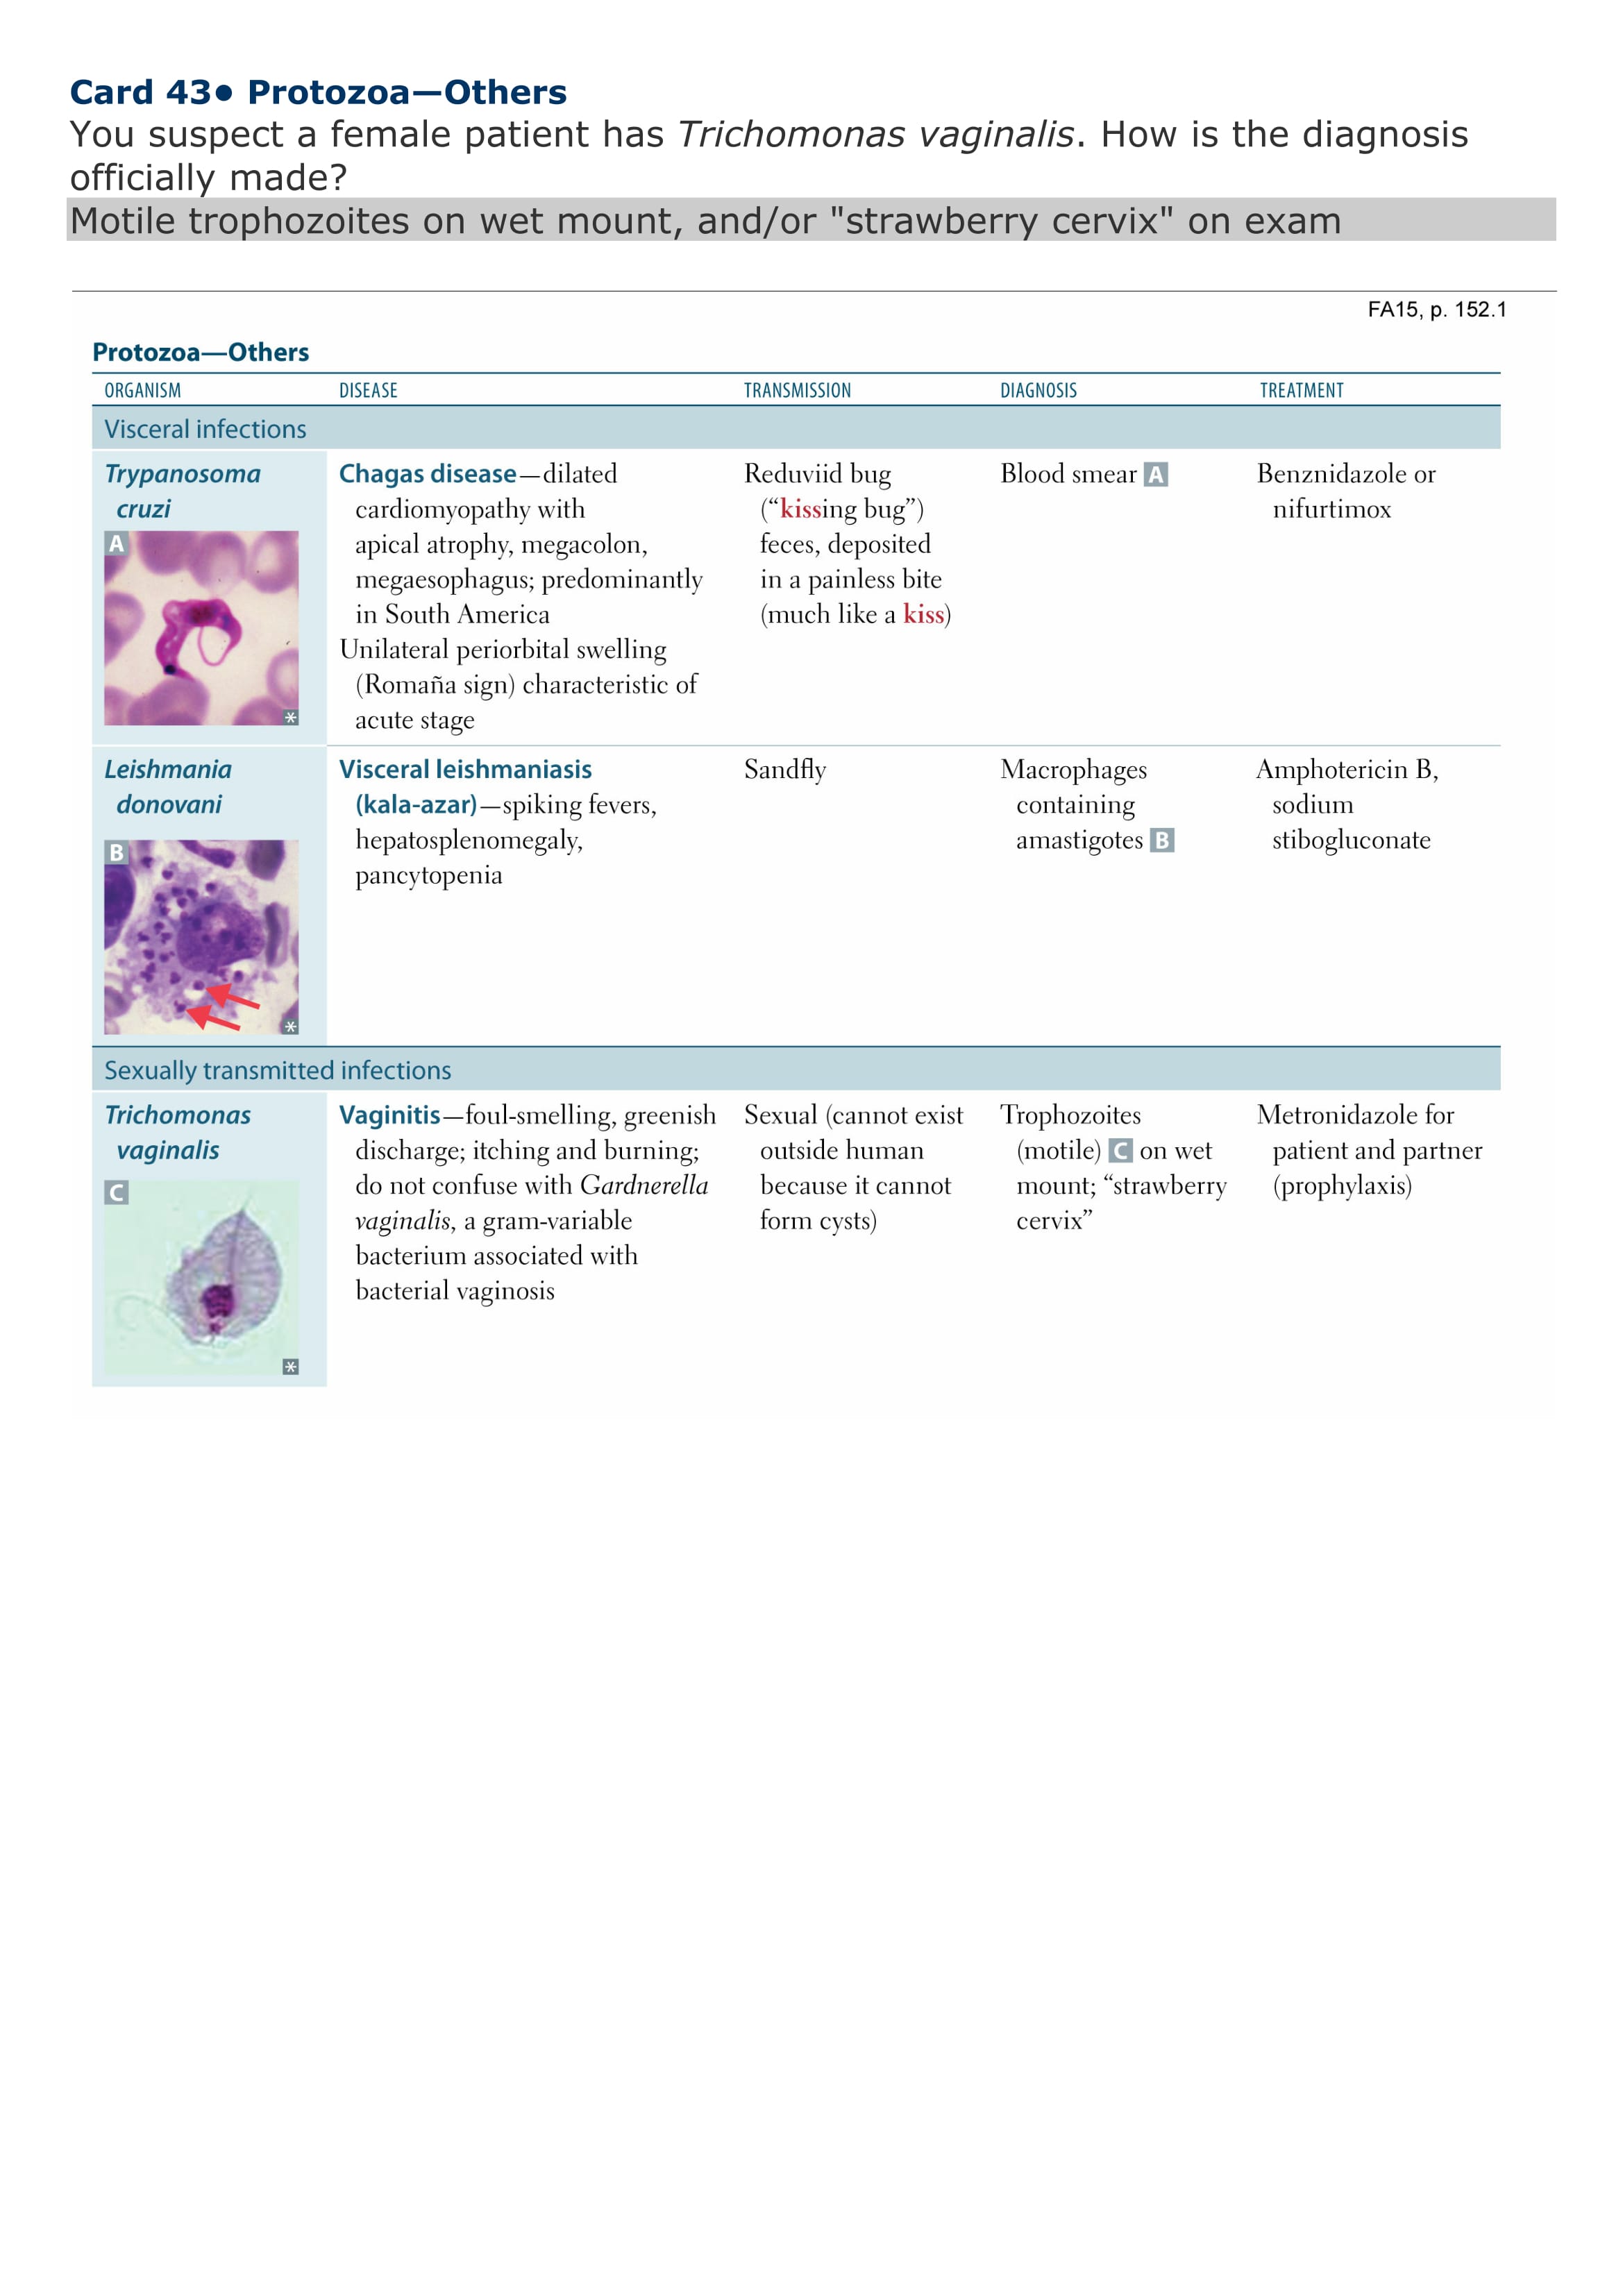 Card 43● Protozoa—Others
You suspect a female patient has Trichomonas vaginalis. How is the diagnosis
officially made?
Motile trophozoites on wet mount, and/or "strawberry cervix" on exam
FA15, p. 152.1
Protozoa—Others
ORGANISM DISEASE TRANSMISSION DIAGNOSIS TREATMENT
Visceral infections
Trypanosoma
cruzi
A
*
Chagas disease—dilated
cardiomyopathy with
apical atrophy, megacolon,
megaesophagus; predominantly
in South America
Unilateral periorbital swelling
(Romaña sign) characteristic of
acute stage
Reduviid bug
(“kissing bug”)
feces, deposited
in a painless bite
(much like a kiss)
Blood smear A
Benznidazole or
nifurtimox
Leishmania
donovani
B
*
Visceral leishmaniasis
(kala-azar)—spiking fevers,
hepatosplenomegaly,
pancytopenia
Sandfly
Macrophages
containing
amastigotes B
Amphotericin B,
sodium
stibogluconate
Sexually transmitted infections
Trichomonas
vaginalis
C
*
Vaginitis—foul-smelling, greenish
discharge; itching and burning;
do not confuse with Gardnerella
vaginalis, a gram-variable
bacterium associated with
bacterial vaginosis
Sexual (cannot exist
outside human
because it cannot
form cysts)
Trophozoites
(motile) C on wet
mount; “strawberry
cervix”
Metronidazole for
patient and partner
(prophylaxis)